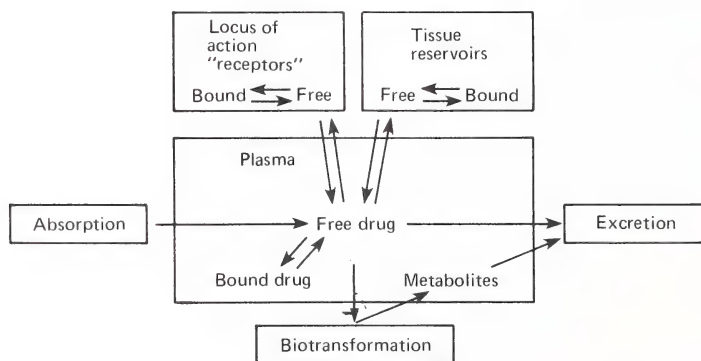 Locus of
action
"receptors"
Bound Free
Tissue
reservoirs
Free Bound
Plasma
Absorption
Free drug
Excretion
Bound drug
Metabolites
Biotransformation